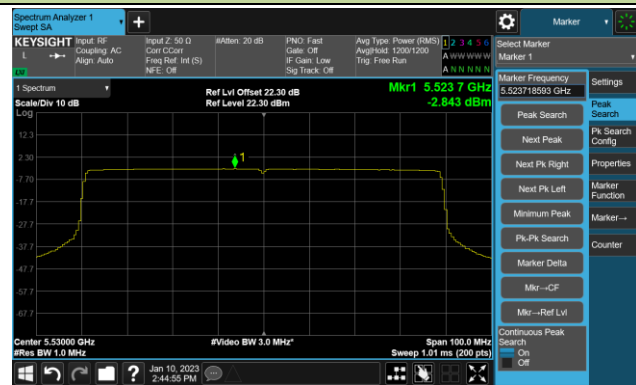 Spectrum Analyzer 1
Swept SA
+
Marker
KEYSIGHT
L
Input: RF
Coupling: AC
Align: Auto
Input Z: 50 Ω
Corr CCorr
Freq Ref: Int (S)
NFE: Off
#Atten: 20 dB
PNO: Fast
Gate: Off
IF Gain: Low
Sig Track: Off
Avg Type: Power (RMS)
Avg|Hold: 1200/1200
Trig: Free Run
1 2 3 4 5 6
A W W W W W
A N N N N N
Select Marker
Marker 1
1 Spectrum
Scale/Div 10 dB
Log
Ref Lvl Offset 22.30 dB
Ref Level 22.30 dBm
Mkr1 5.523 7 GHz
-2.843 dBm
12.3
2.30
-7.70
-17.7
-27.7
-37.7
-47.7
-57.7
-67.7
1
Center 5.53000 GHz
#Res BW 1.0 MHz
#Video BW 3.0 MHz*
Span 100.0 MHz
Sweep 1.01 ms (200 pts)
Marker Frequency
5.523718593 GHz
Peak Search
Next Peak
Next Pk Right
Next Pk Left
Minimum Peak
Pk-Pk Search
Marker Delta
Mkr→CF
Mkr→Ref Lvl
Continuous Peak
Search
On
Off
Settings
Peak
Search
Pk Search
Config
Properties
Marker
Function
Marker→
Counter
?
Jan 10, 2023
2:44:55 PM